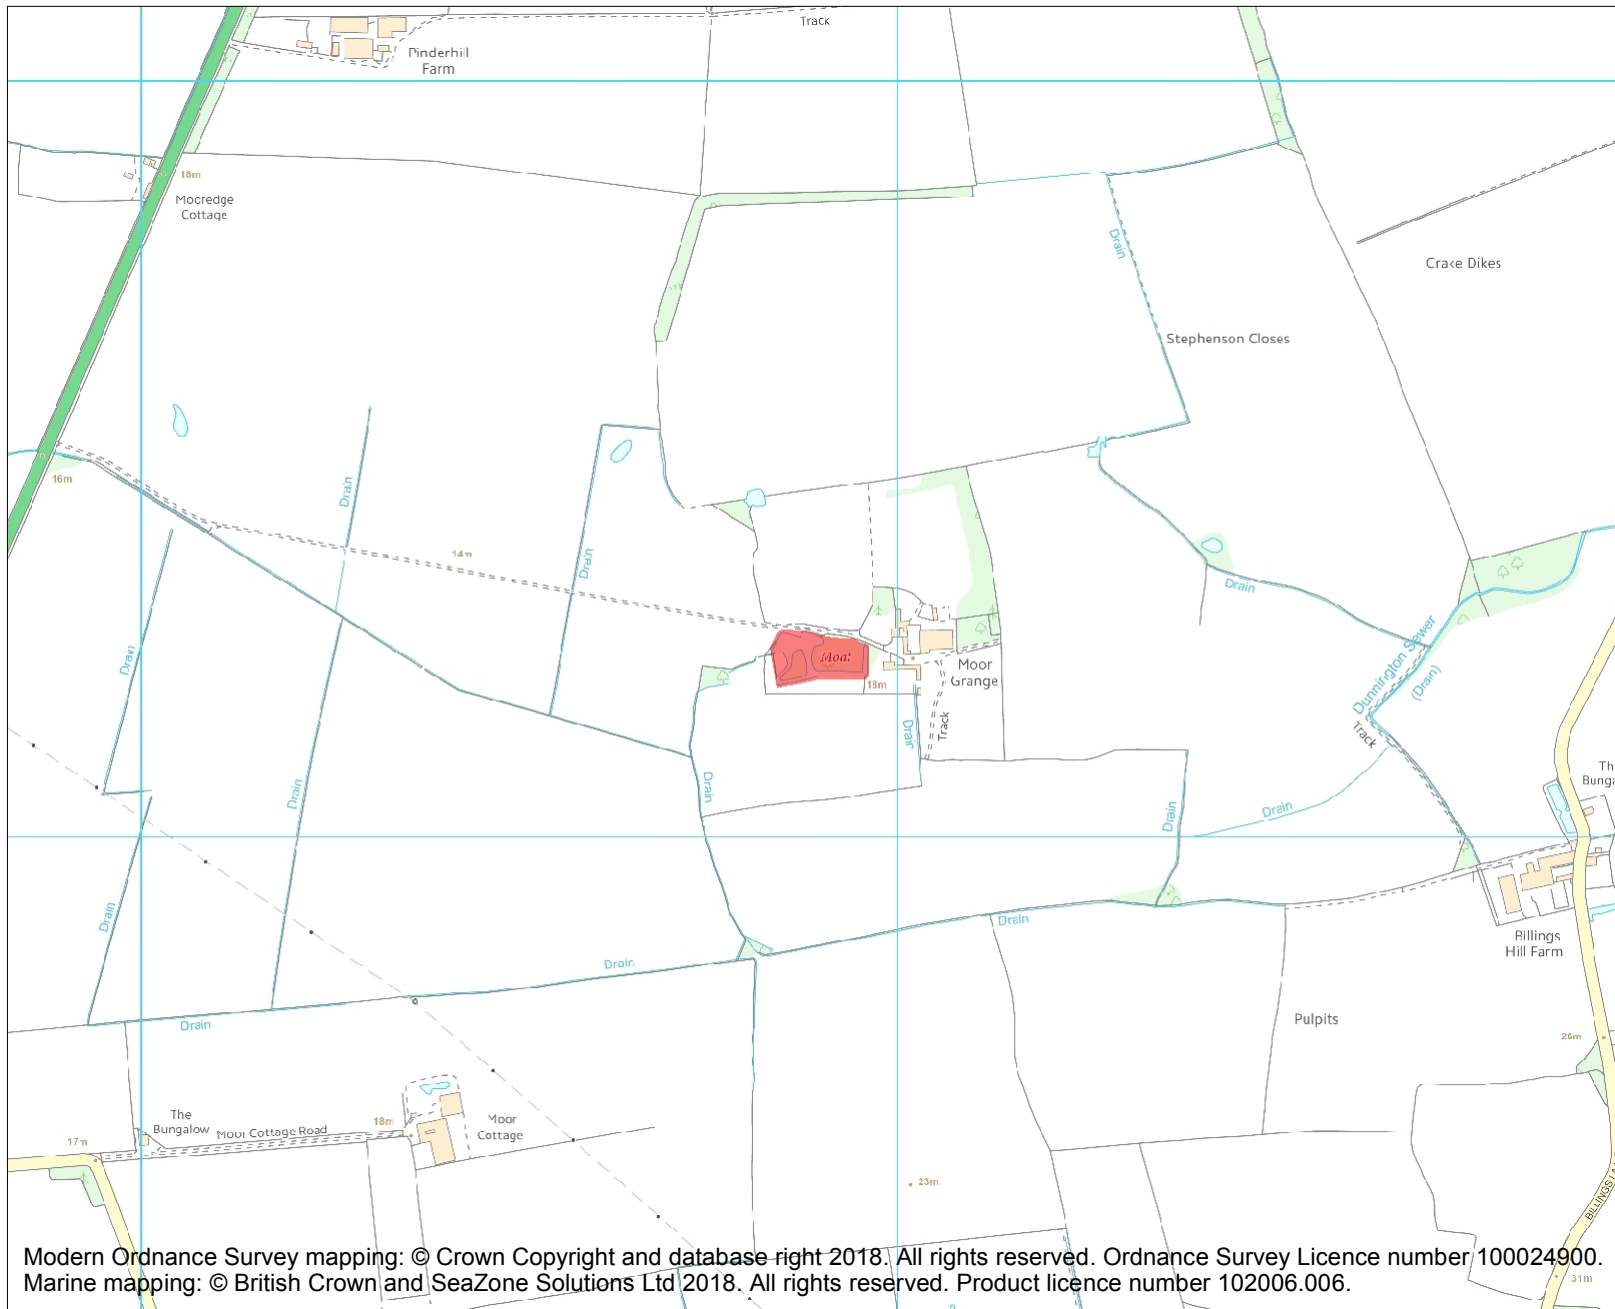 Track
Pinderhill
Farm
18m
Mooredge
Cottage
Drain
Crake Dikes
Stephenson Closes
16m
Drain
14m
Drain
Drain
Drain
Moat
18m
Moor
Grange
Dunnington Sewer
(Drain)
Track
Track
Drain
Drain
Drain
Drain
Drain
Drain
Drain
Drain
Drain
Drain
Billings
Hill Farm
Pulpits
26m
The
Bungalow
Moor Cottage Road
18m
Moor
Cottage
17m
23m
31m
Modern Ordnance Survey mapping: © Crown Copyright and database right 2018. All rights reserved. Ordnance Survey Licence number 100024900.
Marine mapping: © British Crown and SeaZone Solutions Ltd 2018. All rights reserved. Product licence number 102006.006.